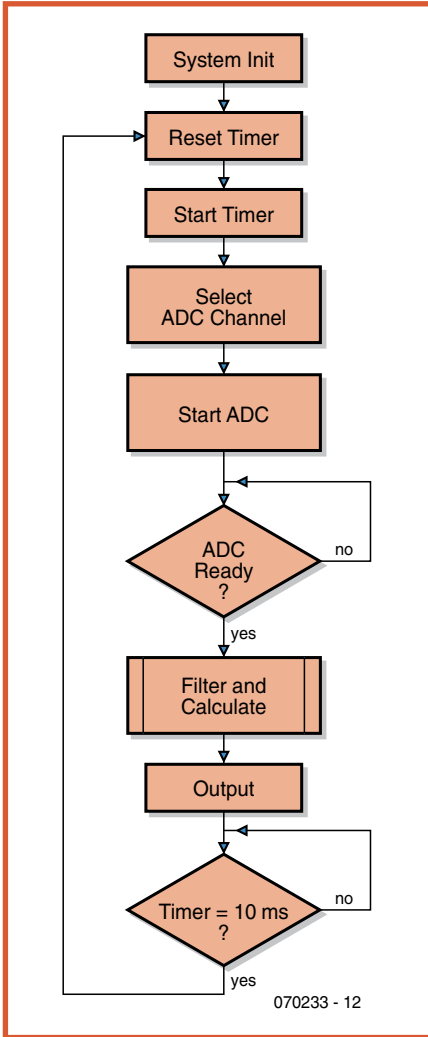 System Init
Reset Timer
Start Timer
Select
ADC Channel
Start ADC
ADC
Ready
?
no
yes
Filter and
Calculate
Output
Timer = 10 ms
?
no
yes
070233 - 12